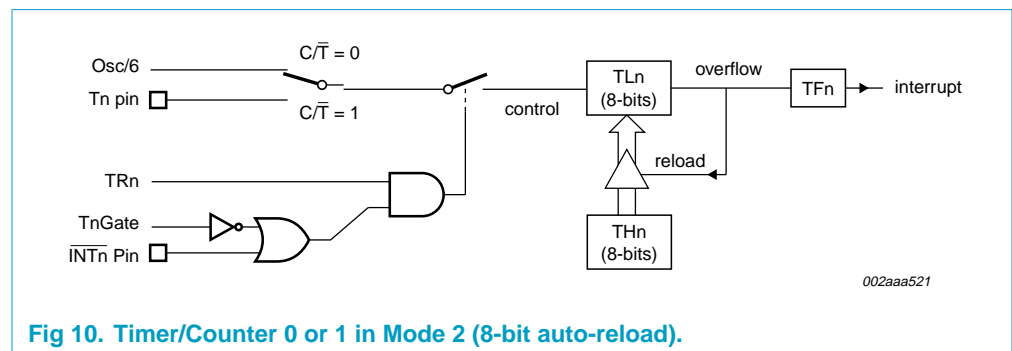 Osc/6
C/T̅ = 0
Tn pin
C/T̅ = 1
control
TLn
(8-bits)
overflow
TFn
interrupt
reload
TRn
TnGate
I̅N̅T̅n̅ Pin
THn
(8-bits)
002aaa521
Fig 10. Timer/Counter 0 or 1 in Mode 2 (8-bit auto-reload).